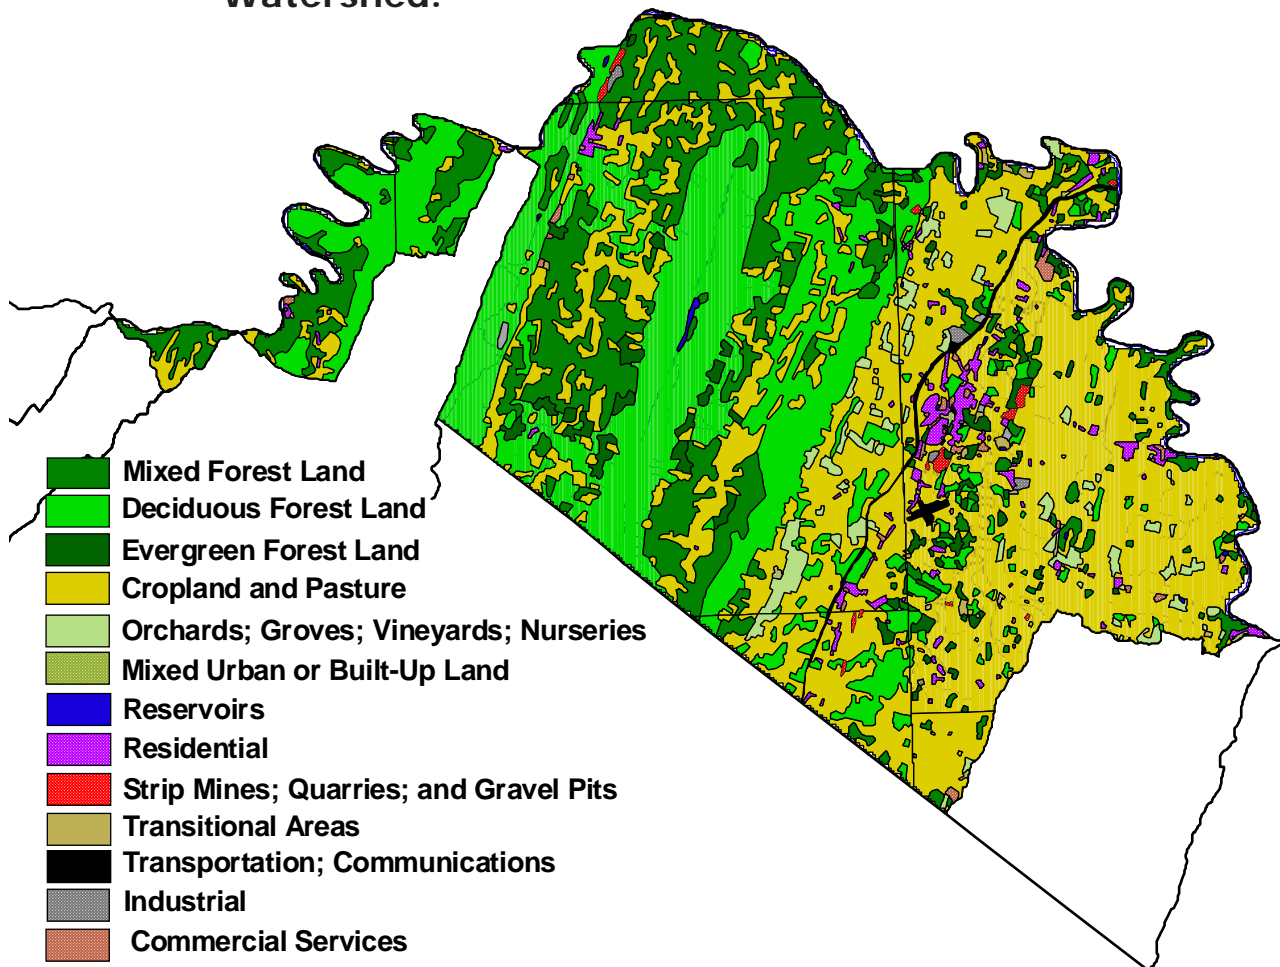 Watershed.
Mixed Forest Land
Deciduous Forest Land
Evergreen Forest Land
Cropland and Pasture
Orchards; Groves; Vineyards; Nurseries
Mixed Urban or Built-Up Land
Reservoirs
Residential
Strip Mines; Quarries; and Gravel Pits
Transitional Areas
Transportation; Communications
Industrial
Commercial Services